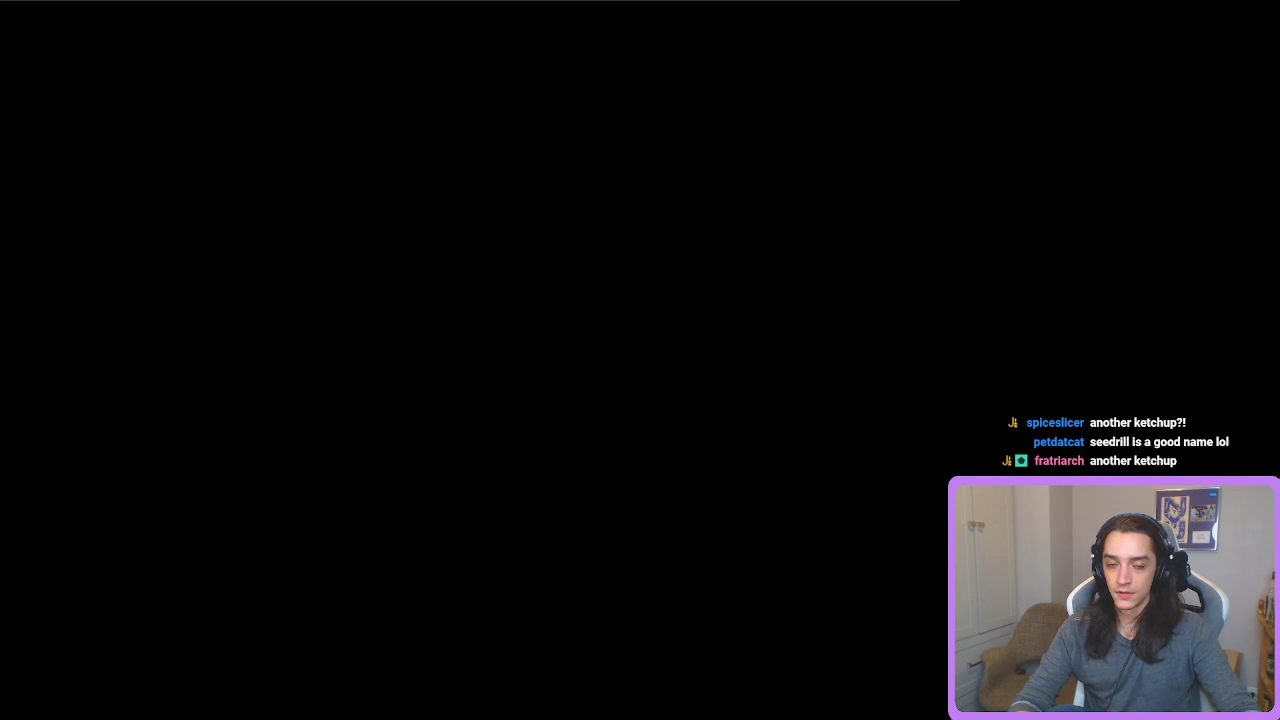 spiceslicer another ketchup?!
petdatcat seedrill is a good name lol
fratriarch another ketchup